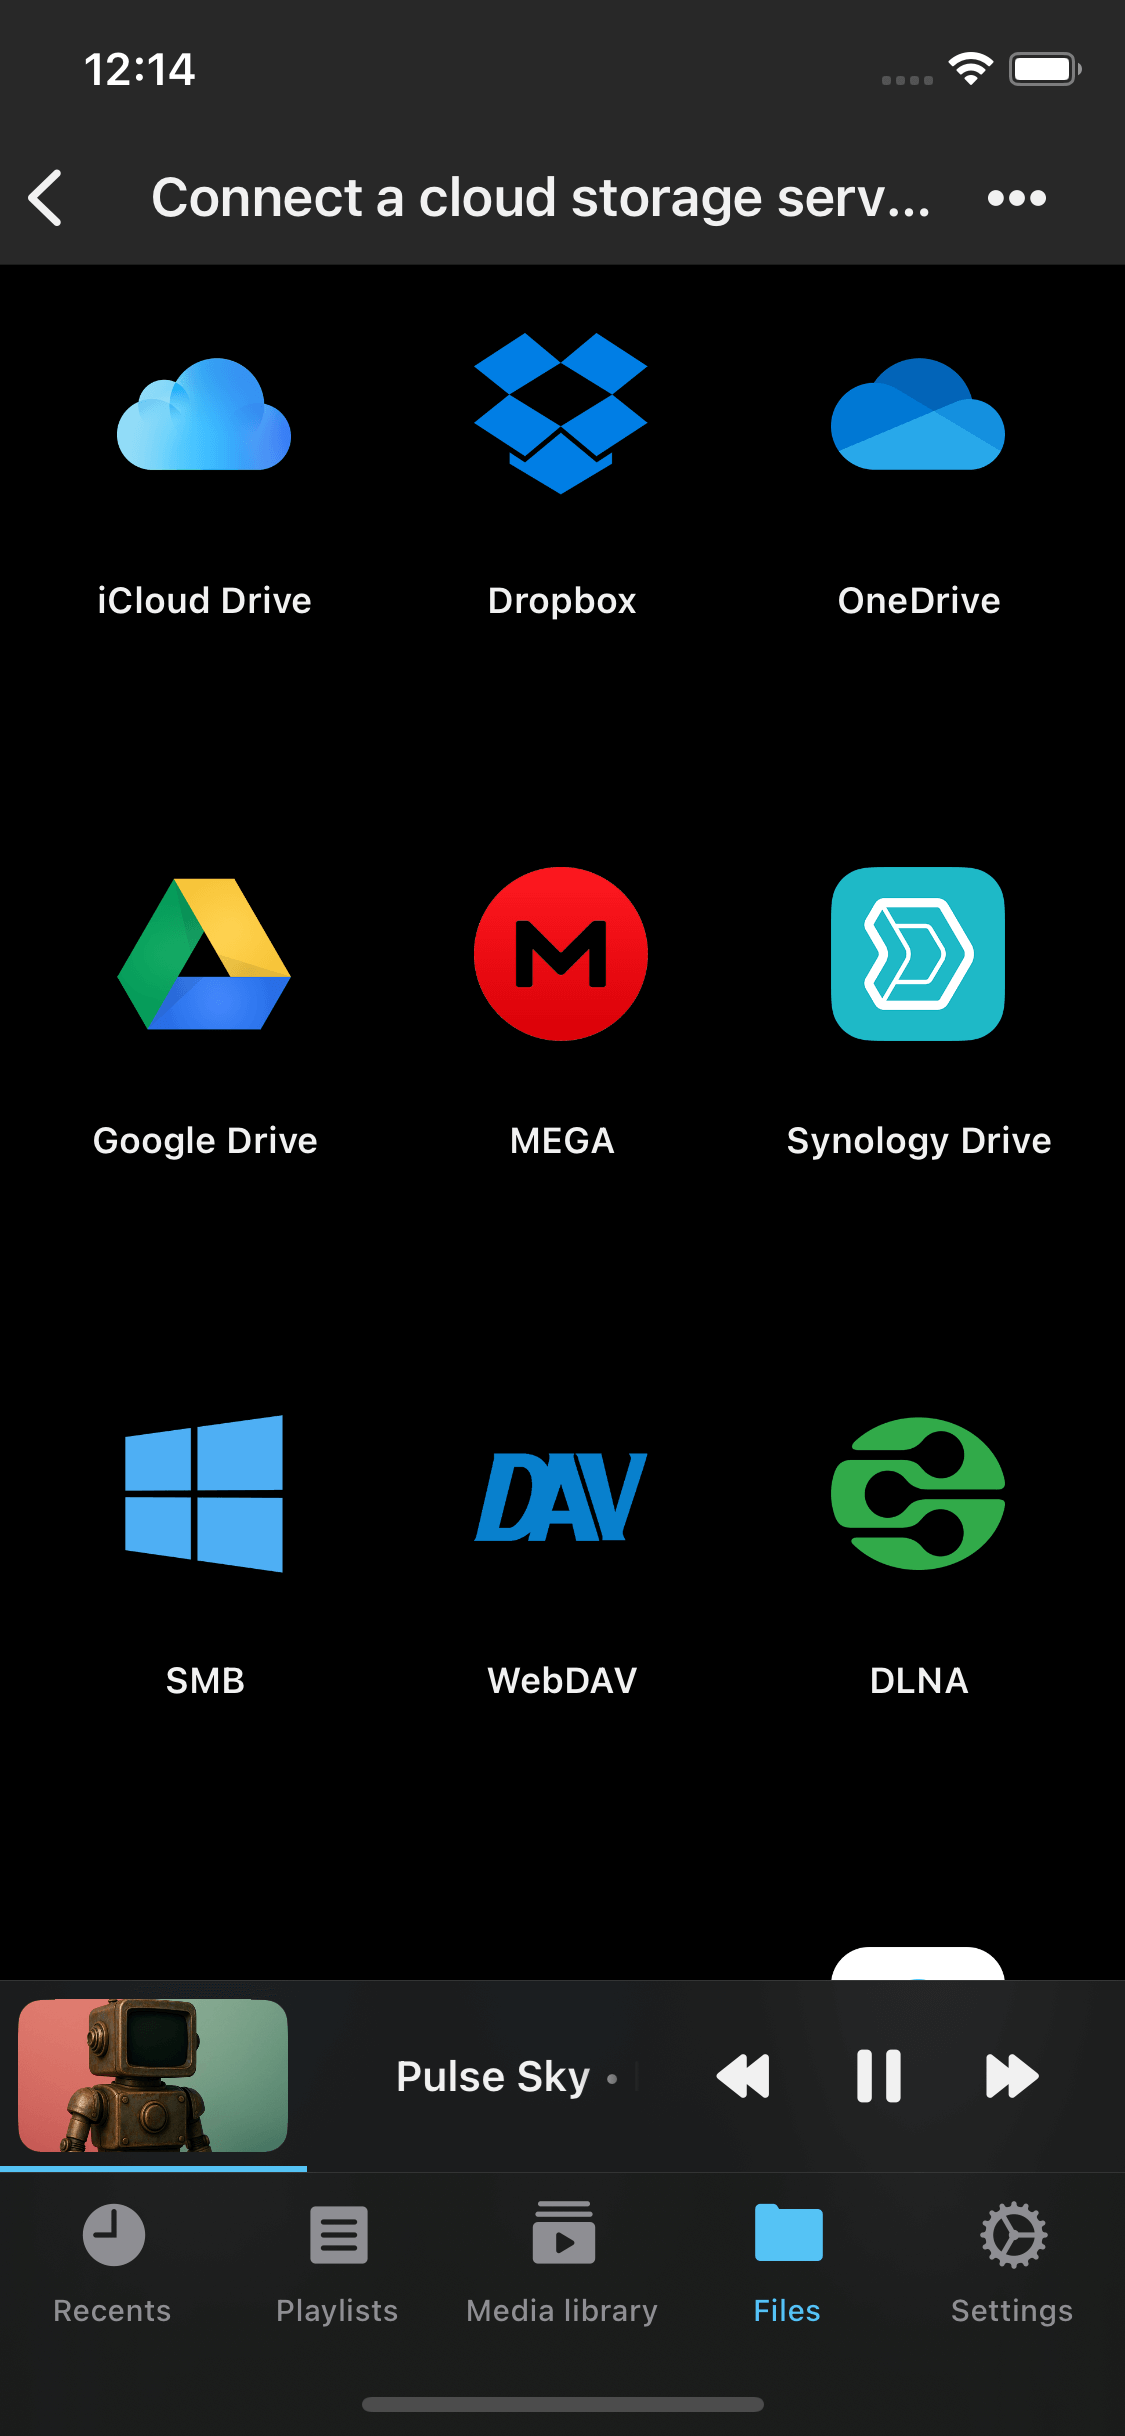 12:14
Connect a cloud storage serv...
iCloud Drive
Dropbox
OneDrive
Google Drive
MEGA
Synology Drive
DAV
SMB
WebDAV
DLNA
Pulse Sky •
Recents
Playlists
Media library
Files
Settings